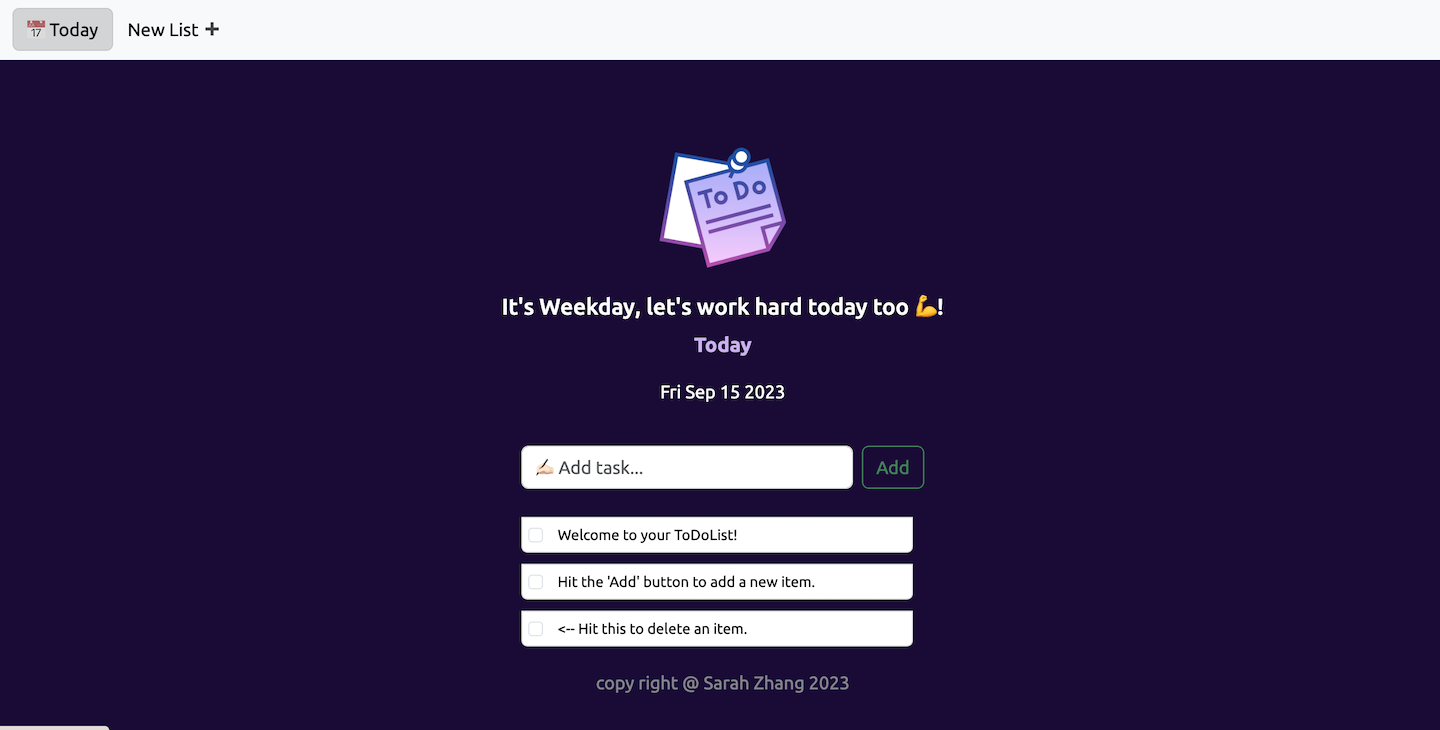 📅 Today New List ➕
17
To Do
It's Weekday, let's work hard today too 💪!
Today
Fri Sep 15 2023
✍🏻 Add task... Add
Welcome to your ToDoList!
Hit the 'Add' button to add a new item.
<-- Hit this to delete an item.
copy right @ Sarah Zhang 2023